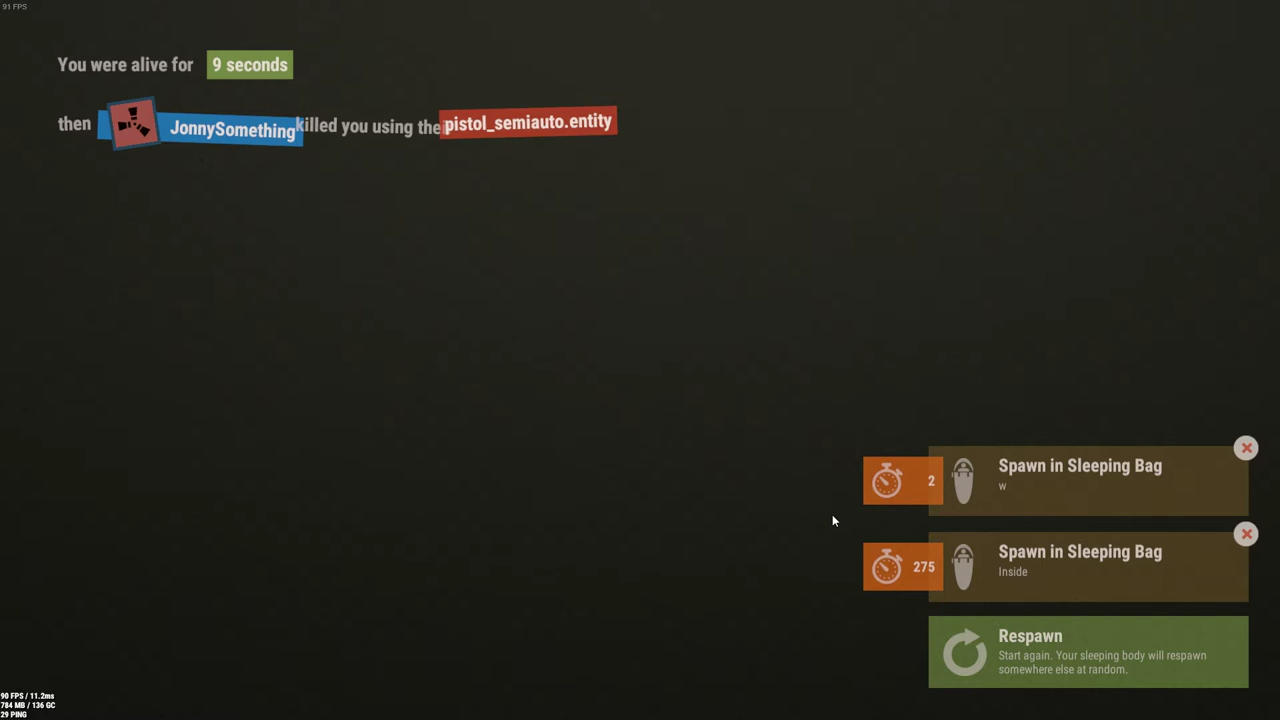 91 FPS
You were alive for 9 seconds
then JonnySomething killed you using the pistol_semiauto.entity
2 Spawn in Sleeping Bag
w
275 Spawn in Sleeping Bag
Inside
Respawn
Start again. Your sleeping body will respawn
somewhere else at random.
90 FPS / 11.2ms
784 MB / 136 GC
29 PING